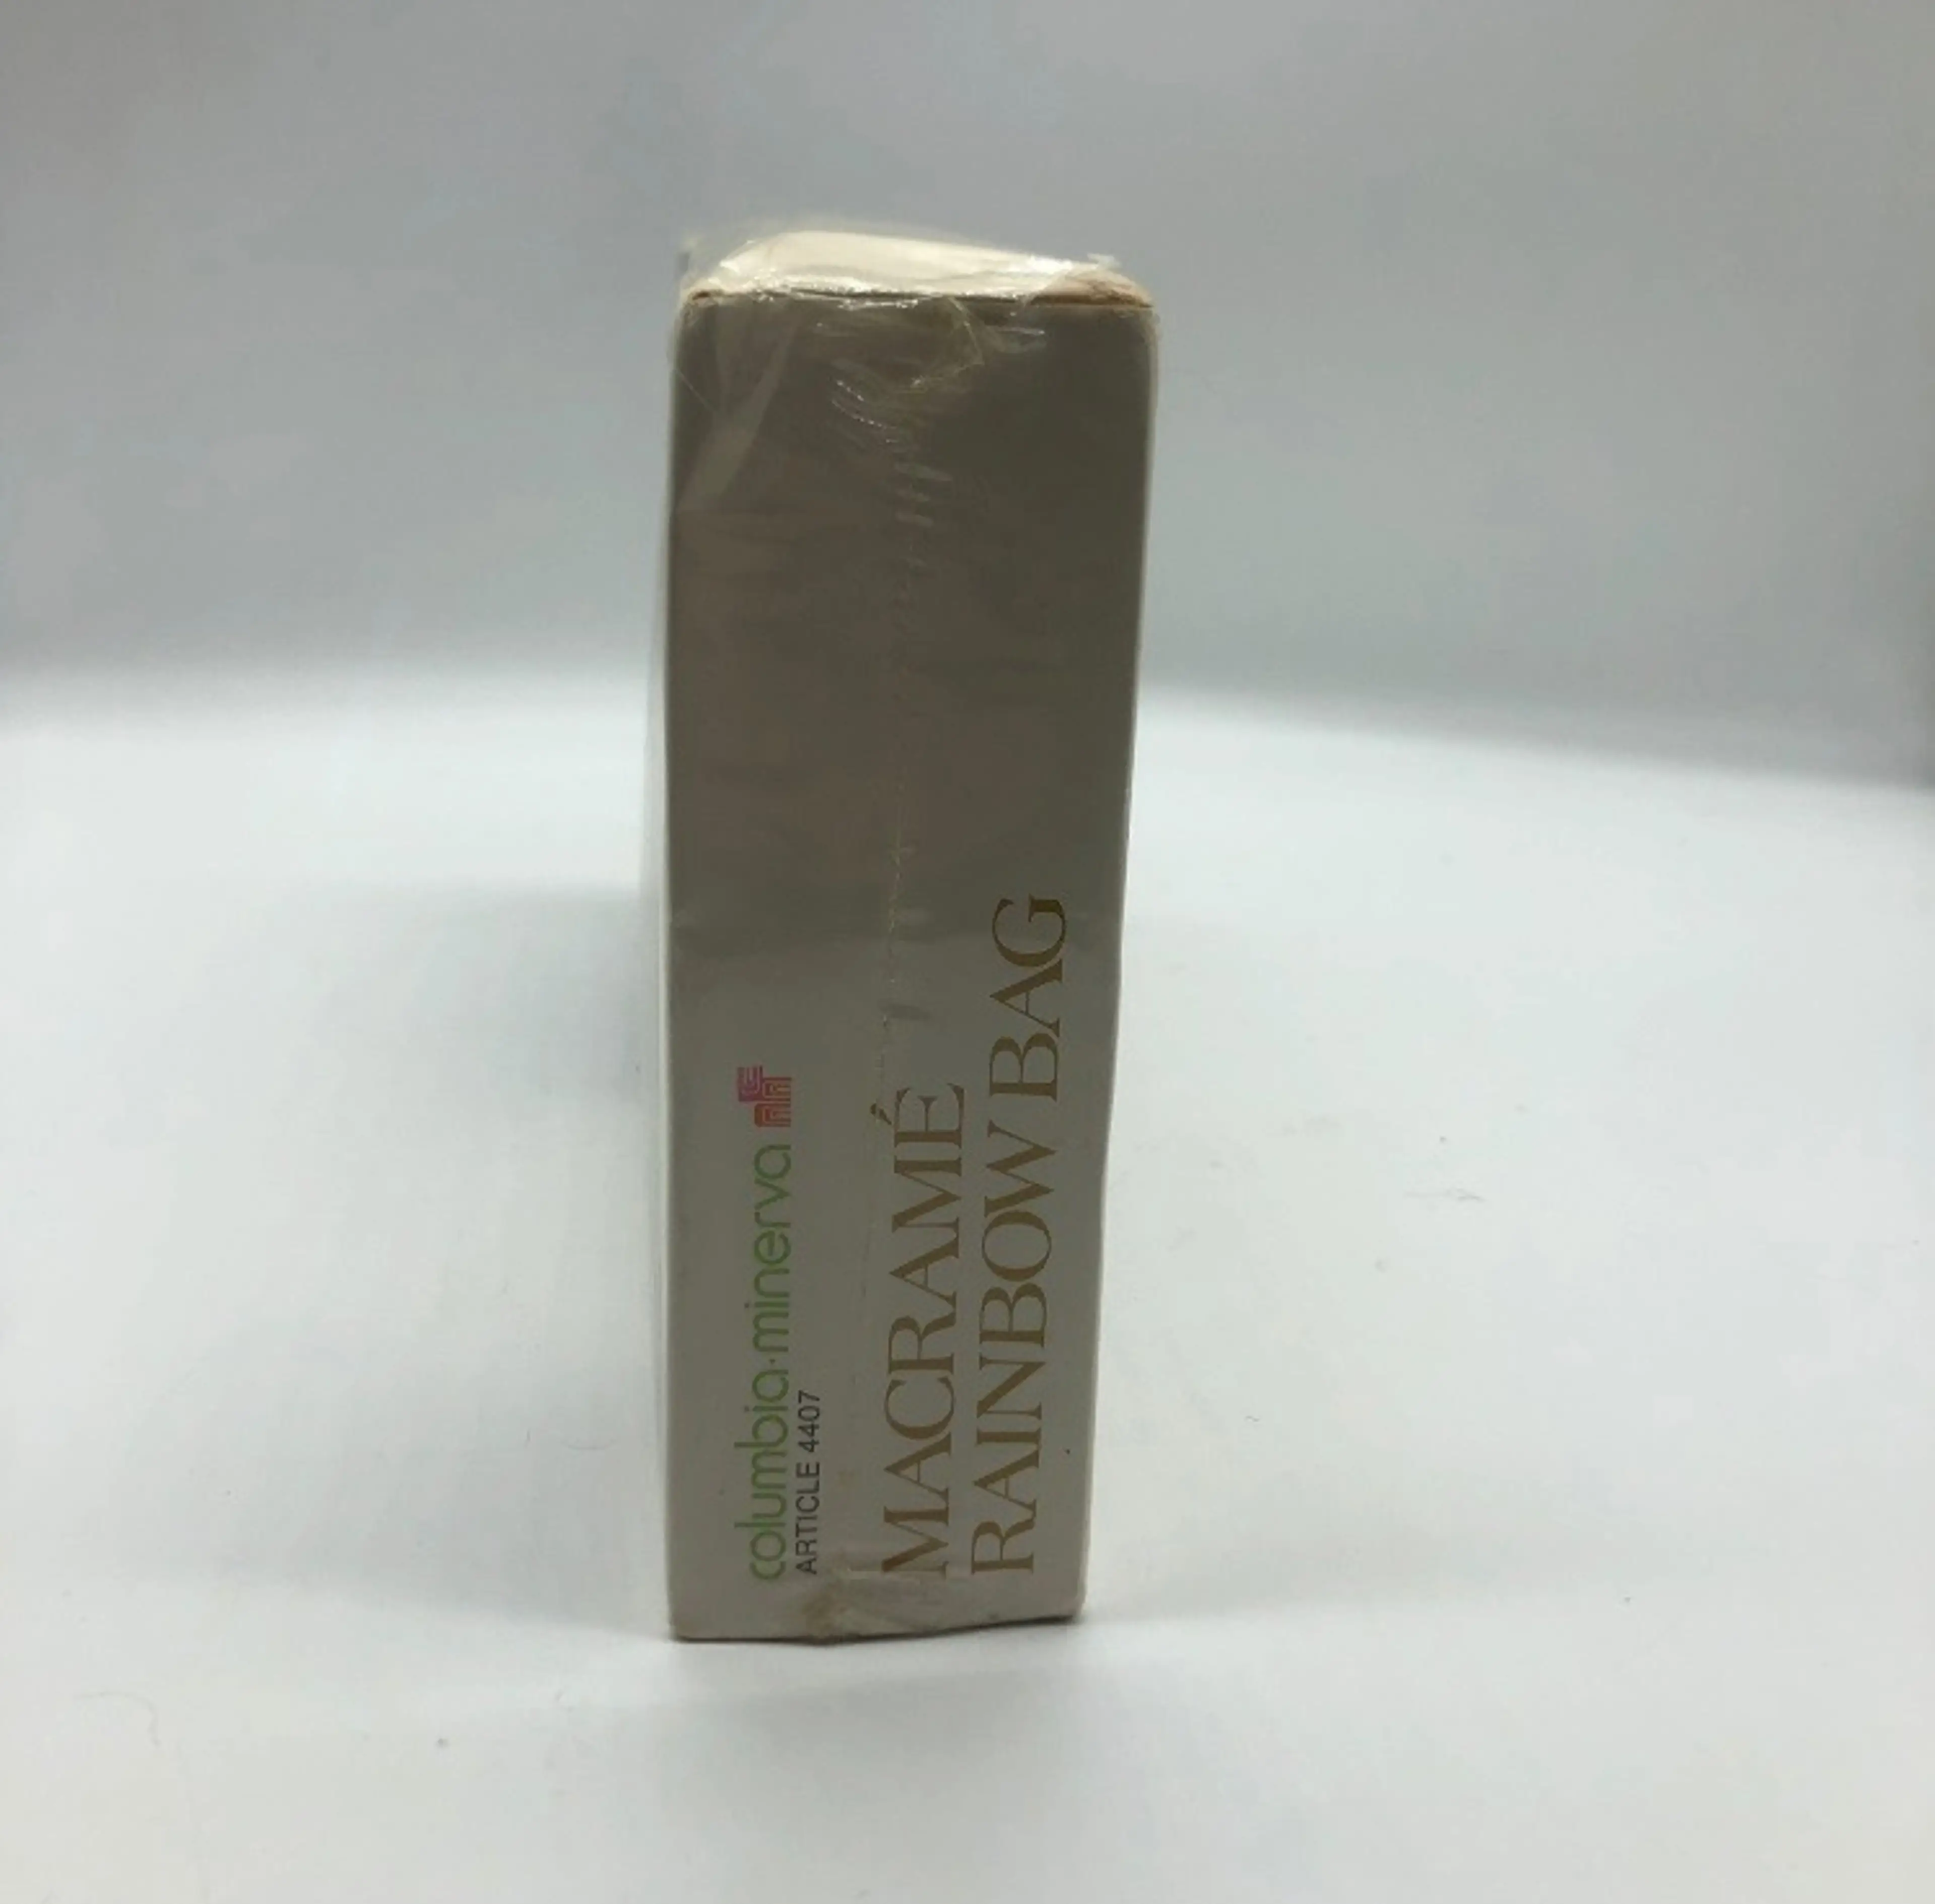 columbia·minerva
ARTICLE 4407
MACRAMÉ
RAINBOW BAG